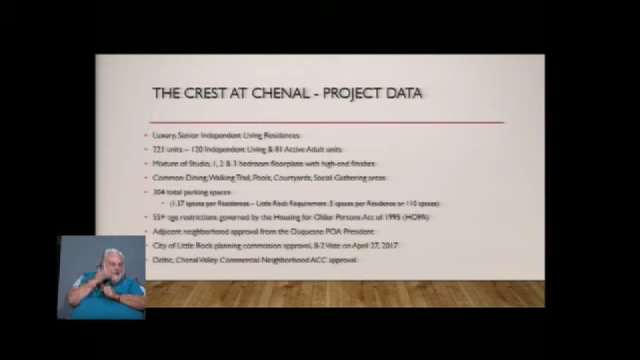 THE CREST AT CHENAL - PROJECT DATA
Luxury, Senior Independent Living Residences
221 units – 120 Independent Living & 81 Active Adult units
Mixture of Studio, 1, 2 & 3 bedroom floorplans with high-end finishes
Common Dining, Walking Trail, Pools, Courtyards, Social Gathering areas
304 total parking spaces
(1.37 spaces per Residences – Little Rock Requirement .5 spaces per Residence or 110 spaces)
55+ age restrictions governed by the Housing for Older Persons Act of 1995 (HOPA)
Adjacent neighborhood approval from the Duquesne POA President
City of Little Rock planning commission approval, 8-2 Vote on April 27, 2017
Deltic, Chenal Valley Commercial Neighborhood ACC approval